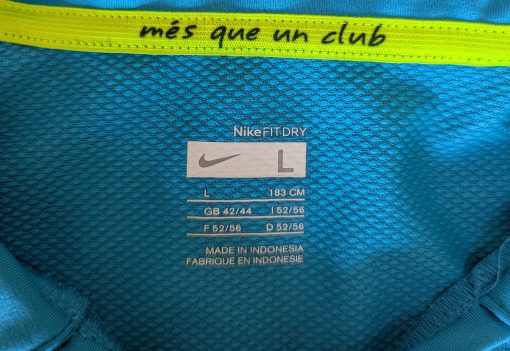 més que un club
NikeFITDRY
L
L 183 CM
GB 42/44 I 52/56
F 52/56 D 52/56
MADE IN INDONESIA
FABRIQUE EN INDONESIE